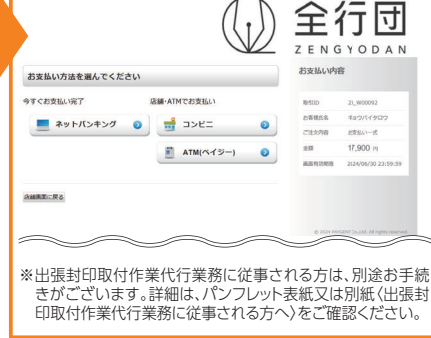 全行団
ZENGYODAN
お支払い方法を選んでください
今すぐお支払い完了
店舗・ATMでお支払い
ネットバンキング
コンビニ
ATM(ペイジー)
店舗画面に戻る
お支払い内容
取引ID 2I_W00092
お客様氏名 キョウバイタロウ
ご注文内容 お支払い一式
金額 17,900 円
画面有効期限 2124/06/30 23:59:59
※出張封印取付作業代行業務に従事される方は、別途お手続
きがございます。詳細は、パンフレット表紙又は別紙〈出張封
印取付作業代行業務に従事される方へ〉をご確認ください。